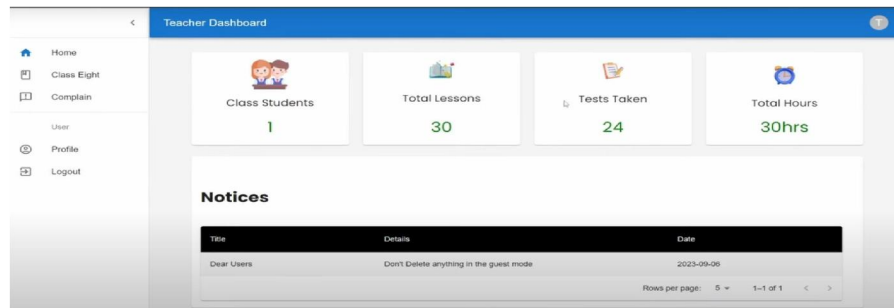 Teacher Dashboard
T
Home
Class Eight
Complain
User
Profile
Logout
Class Students
1
Total Lessons
30
Tests Taken
24
Total Hours
30hrs
Notices
Title Details Date
Dear Users Don't Delete anything in the guest mode 2023-09-06
Rows per page: 5 1–1 of 1